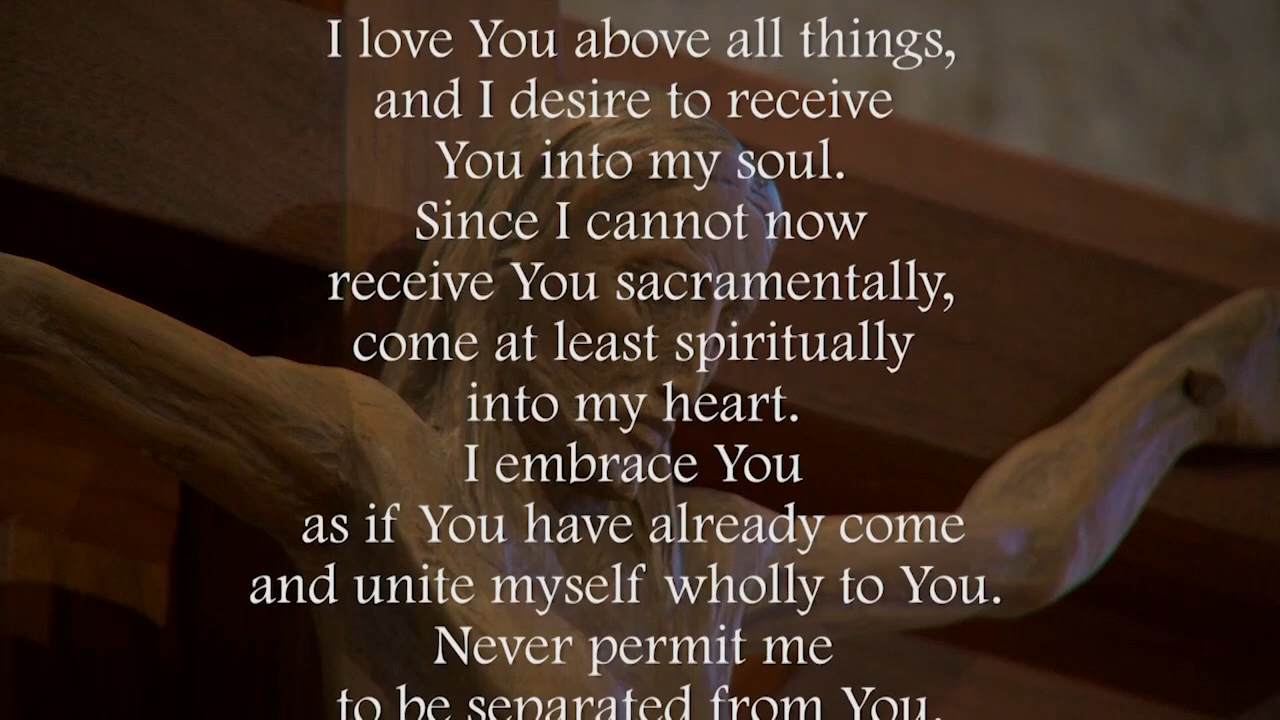 I love You above all things,
and I desire to receive
You into my soul.
Since I cannot now
receive You sacramentally,
come at least spiritually
into my heart.
I embrace You
as if You have already come
and unite myself wholly to You.
Never permit me
to be separated from You.